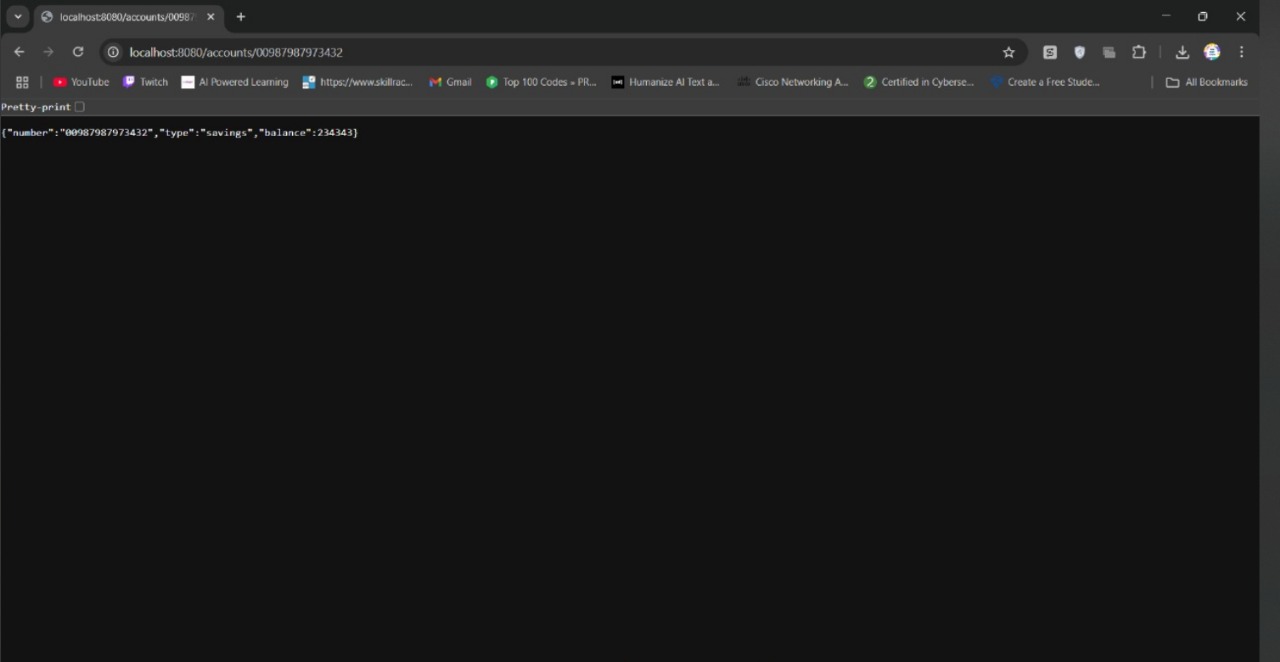 localhost:8080/accounts/00987
localhost:8080/accounts/00987987973432
YouTube Twitch AI Powered Learning https://www.skillrac... Gmail Top 100 Codes » PR... Humanize AI Text a... Cisco Networking A... Certified in Cyberse... Create a Free Stude... All Bookmarks
Pretty-print
{"number":"00987987973432","type":"savings","balance":234343}